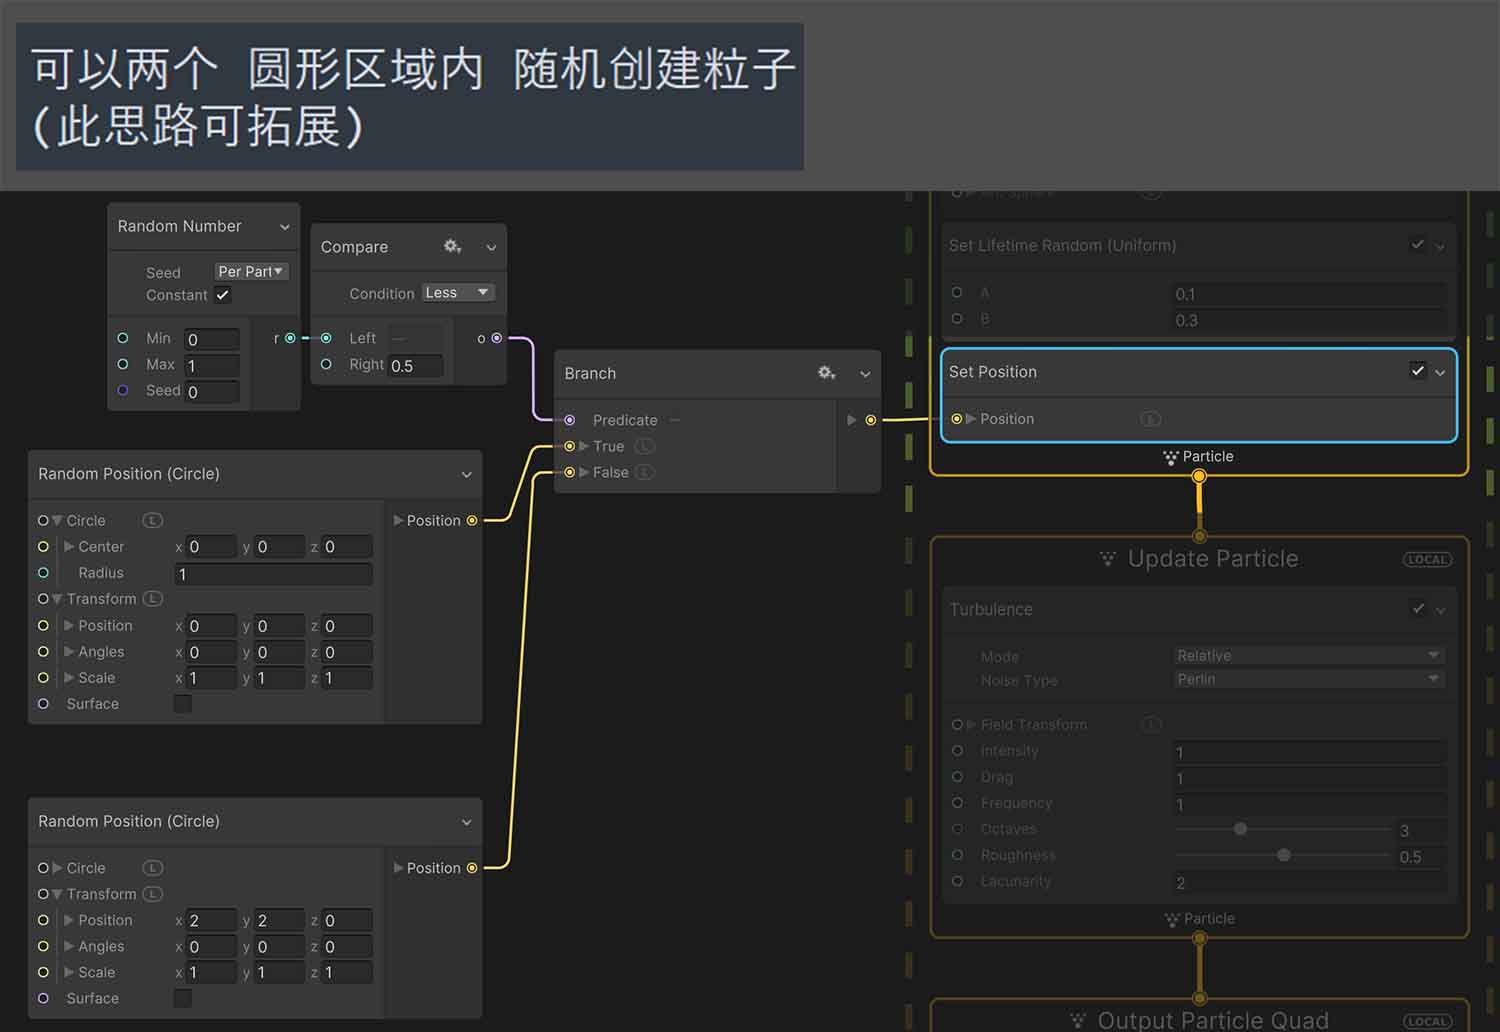 可以两个 圆形区域内 随机创建粒子
(此思路可拓展)
Random Number
Seed Per Part
Constant
Min 0 r
Max 1
Seed 0
Compare
Condition Less
Left o
Right 0.5
Branch
Predicate
True L
False L
Set Lifetime Random (Uniform)
A 0.1
B 0.3
Set Position
Position L
Particle
Random Position (Circle)
Circle L Position
Center x 0 y 0 z 0
Radius 1
Transform L
Position x 0 y 0 z 0
Angles x 0 y 0 z 0
Scale x 1 y 1 z 1
Surface
Random Position (Circle)
Circle L Position
Transform L
Position x 2 y 2 z 0
Angles x 0 y 0 z 0
Scale x 1 y 1 z 1
Surface
Update Particle LOCAL
Turbulence
Mode Relative
Noise Type Perlin
Field Transform L
Intensity 1
Drag 1
Frequency 1
Octaves 3
Roughness 0.5
Lacunarity 2
Particle
Output Particle Quad LOCAL